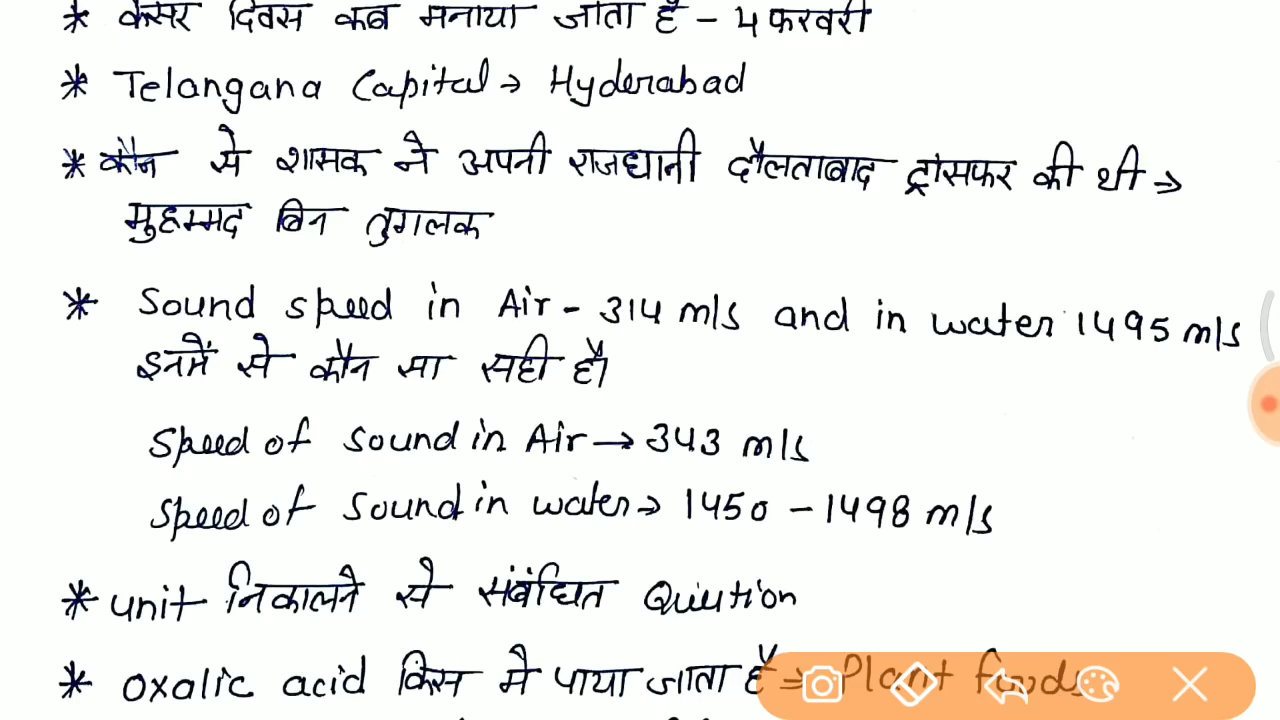 * कैंसर दिवस कब मनाया जाता है - 4 फरवरी
* Telangana Capital → Hyderabad
* कौन से शासक ने अपनी राजधानी दौलताबाद ट्रांसफर की थी →
मुहम्मद बिन तुगलक
* Sound speed in Air - 314 m/s and in water 1495 m/s
इनमें से कौन सा सही है।
Speed of sound in Air → 343 m/s
Speed of sound in water → 1450 - 1498 m/s
* unit निकालने से संबंधित Question
* Oxalic acid किस में पाया जाता है → Plant foods